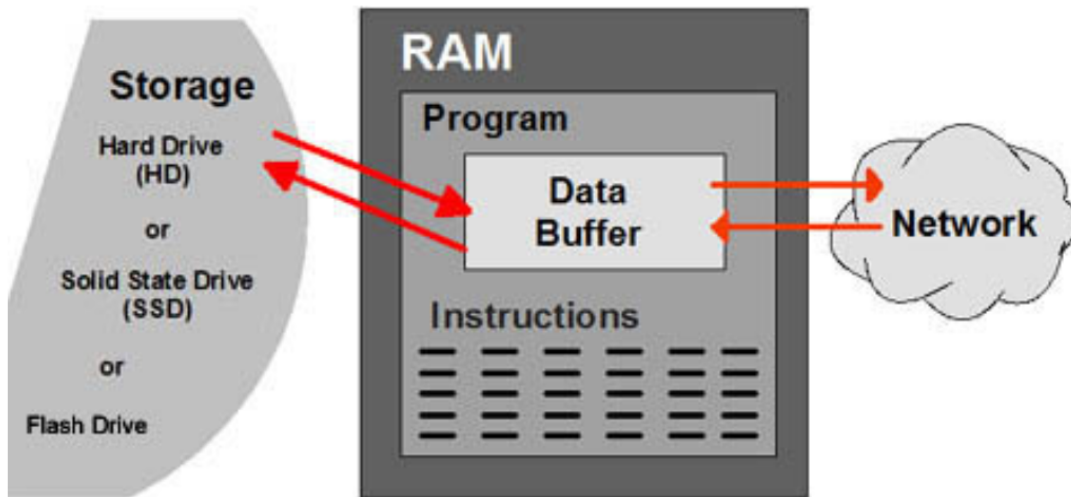 Storage
Hard Drive
(HD)
or
Solid State Drive
(SSD)
or
Flash Drive
RAM
Program
Data
Buffer
Instructions
Network